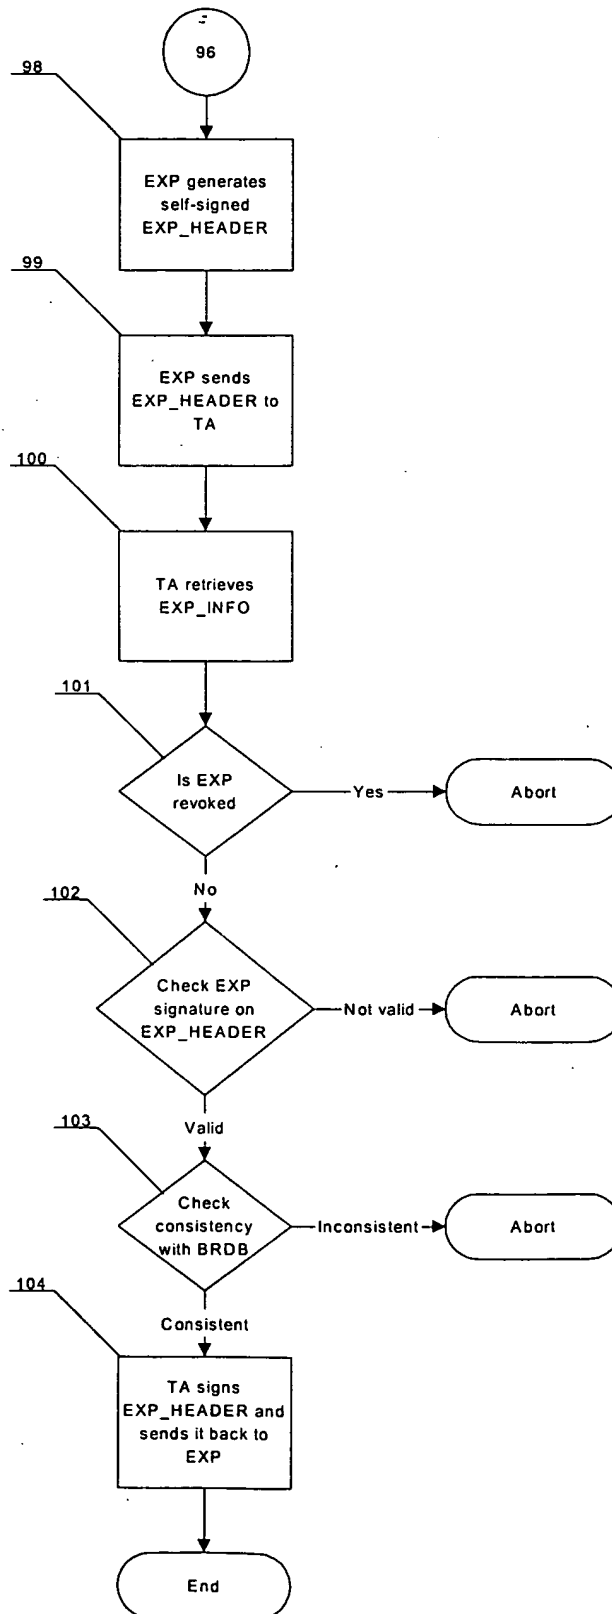 96
98
EXP generates
self-signed
EXP_HEADER
99
EXP sends
EXP_HEADER to
TA
100
TA retrieves
EXP_INFO
101
Is EXP
revoked
Yes
Abort
No
102
Check EXP
signature on
EXP_HEADER
Not valid
Abort
Valid
103
Check
consistency
with BRDB
Inconsistent
Abort
104
Consistent
TA signs
EXP_HEADER and
sends it back to
EXP
End